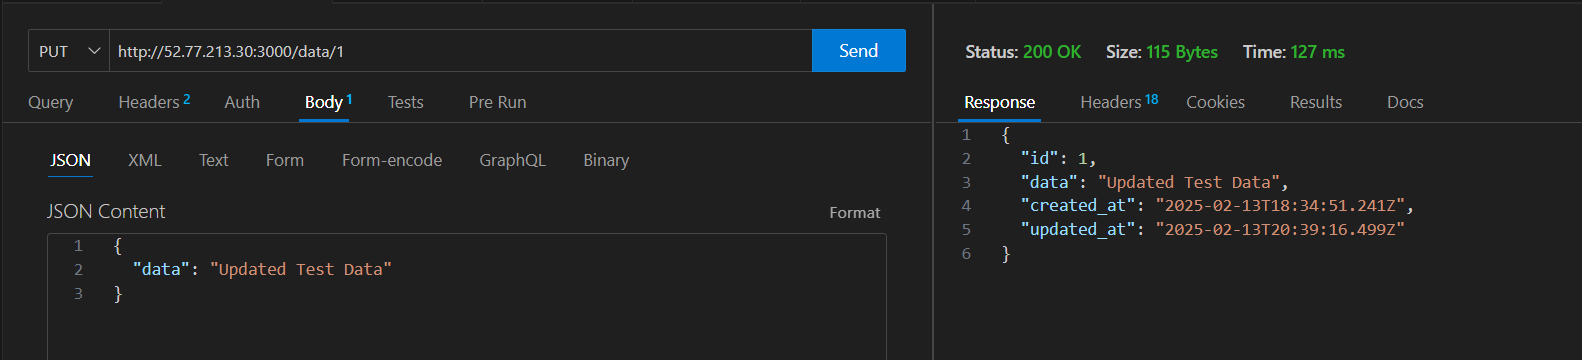 PUT http://52.77.213.30:3000/data/1 Send
Query Headers 2 Auth Body 1 Tests Pre Run
JSON XML Text Form Form-encode GraphQL Binary
JSON Content Format
1 {
2 "data": "Updated Test Data"
3 }
Status: 200 OK Size: 115 Bytes Time: 127 ms
Response Headers 18 Cookies Results Docs
1 {
2 "id": 1,
3 "data": "Updated Test Data",
4 "created_at": "2025-02-13T18:34:51.241Z",
5 "updated_at": "2025-02-13T20:39:16.499Z"
6 }